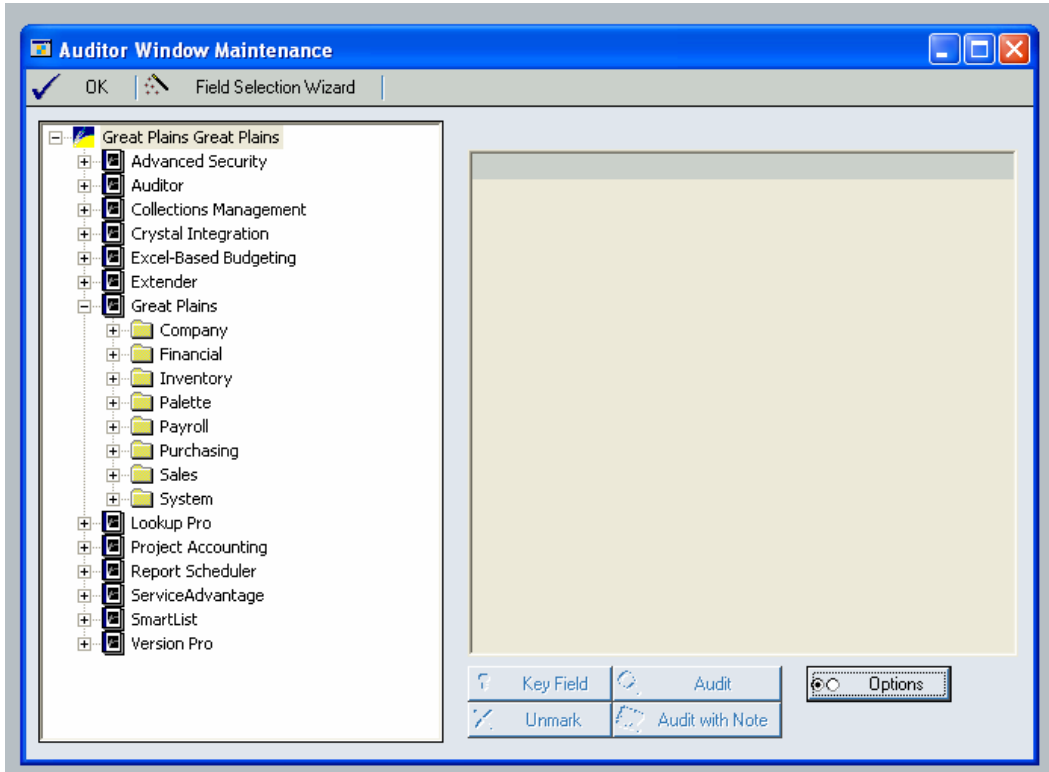 Auditor Window Maintenance
OK Field Selection Wizard
Great Plains Great Plains
Advanced Security
Auditor
Collections Management
Crystal Integration
Excel-Based Budgeting
Extender
Great Plains
Company
Financial
Inventory
Palette
Payroll
Purchasing
Sales
System
Lookup Pro
Project Accounting
Report Scheduler
ServiceAdvantage
SmartList
Version Pro
Key Field Audit Options
Unmark Audit with Note